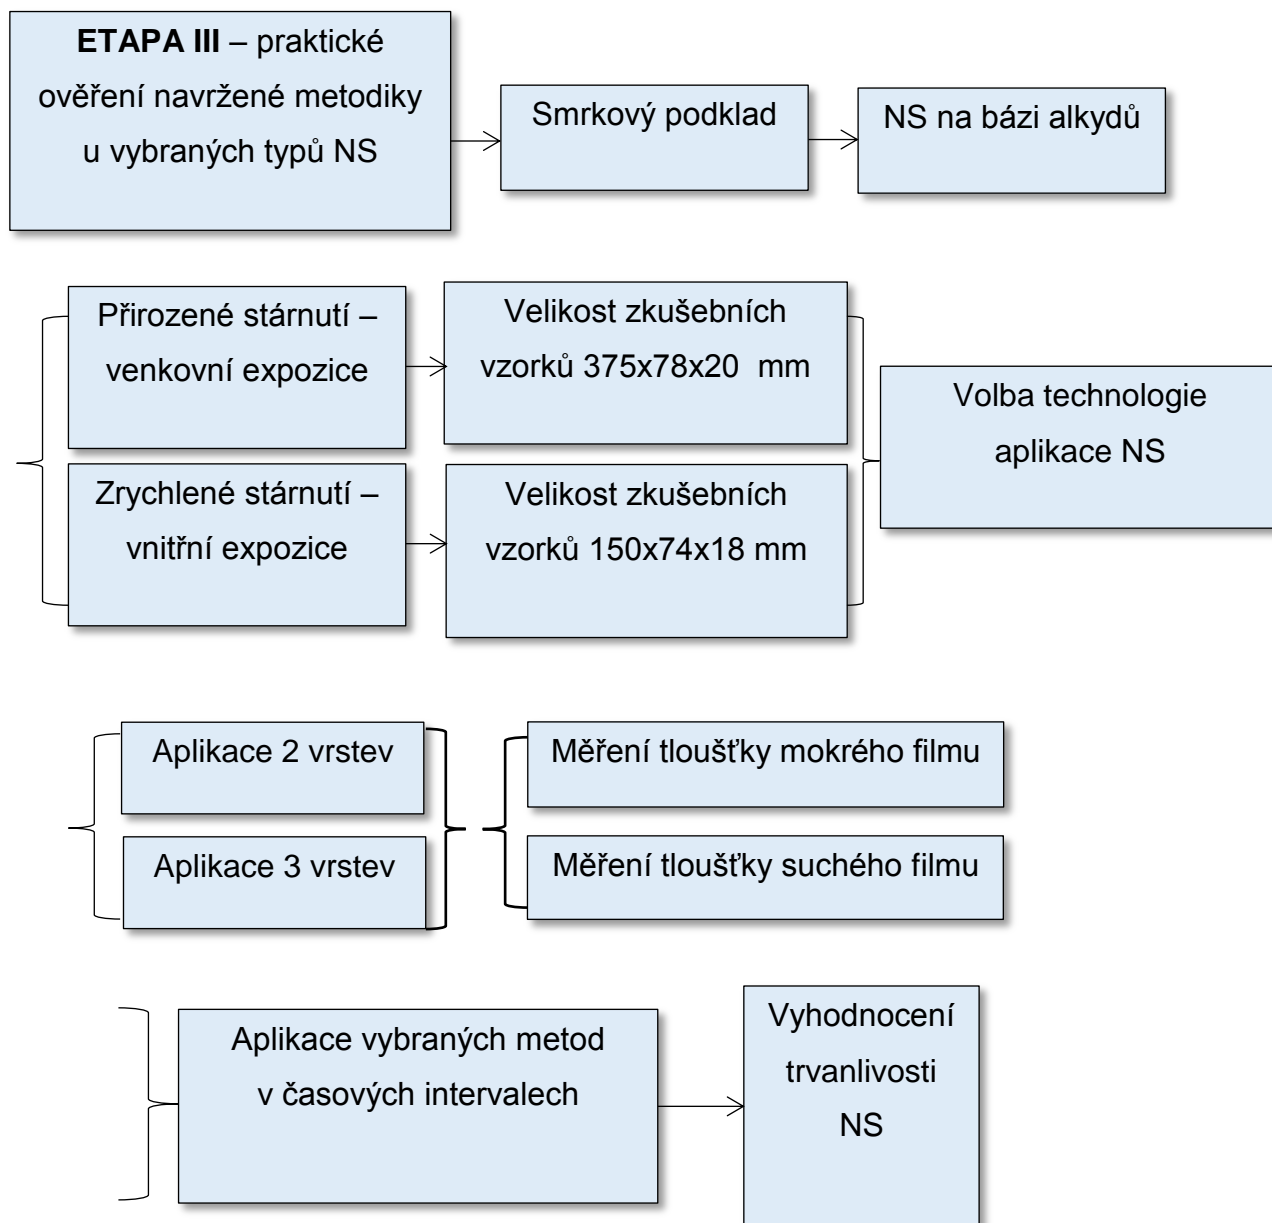 ETAPA III – praktické
ověření navržené metodiky
u vybraných typů NS
Smrkový podklad
NS na bázi alkydů
Přirozené stárnutí –
venkovní expozice
Velikost zkušebních
vzorků 375x78x20 mm
Zrychlené stárnutí –
vnitřní expozice
Velikost zkušebních
vzorků 150x74x18 mm
Volba technologie
aplikace NS
Aplikace 2 vrstev
Aplikace 3 vrstev
Měření tloušťky mokrého filmu
Měření tloušťky suchého filmu
Aplikace vybraných metod
v časových intervalech
Vyhodnocení
trvanlivosti
NS